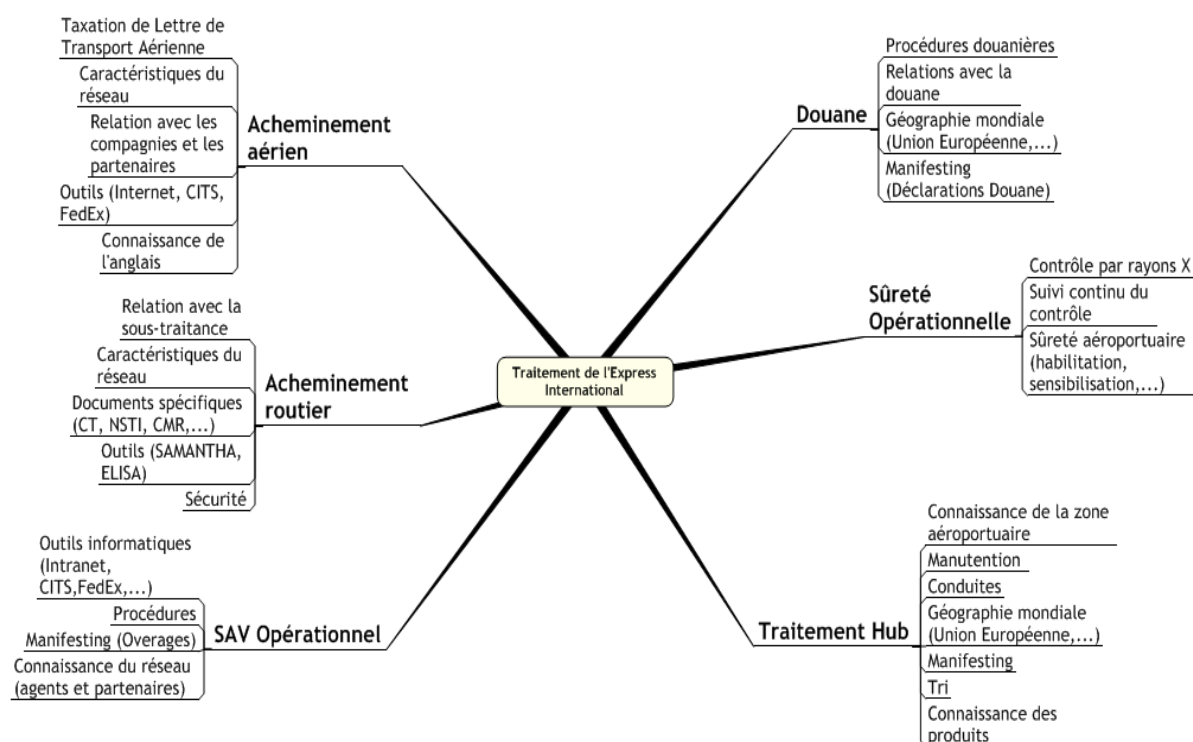 Traitement de l'Express
International
Acheminement
aérien
Taxation de Lettre de
Transport Aérienne
Caractéristiques du
réseau
Relation avec les
compagnies et les
partenaires
Outils (Internet, CITS,
FedEx)
Connaissance de
l'anglais
Acheminement
routier
Relation avec la
sous-traitance
Caractéristiques du
réseau
Documents spécifiques
(CT, NSTI, CMR,...)
Outils (SAMANTHA,
ELISA)
Sécurité
SAV Opérationnel
Outils informatiques
(Intranet,
CITS,FedEx,...)
Procédures
Manifesting (Overages)
Connaissance du réseau
(agents et partenaires)
Douane
Procédures douanières
Relations avec la
douane
Géographie mondiale
(Union Européenne,...)
Manifesting
(Déclarations Douane)
Sûreté
Opérationnelle
Contrôle par rayons X
Suivi continu du
contrôle
Sûreté aéroportuaire
(habilitation,
sensibilisation,...)
Traitement Hub
Connaissance de la zone
aéroportuaire
Manutention
Conduites
Géographie mondiale
(Union Européenne,...)
Manifesting
Tri
Connaissance des
produits